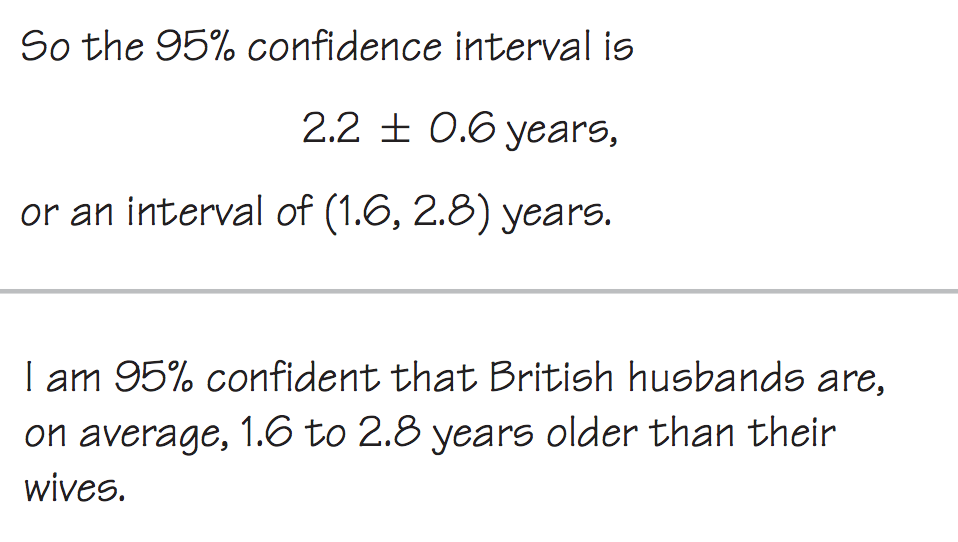 So the 95% confidence interval is
2.2 ± 0.6 years,
or an interval of (1.6, 2.8) years.
I am 95% confident that British husbands are,
on average, 1.6 to 2.8 years older than their
wives.